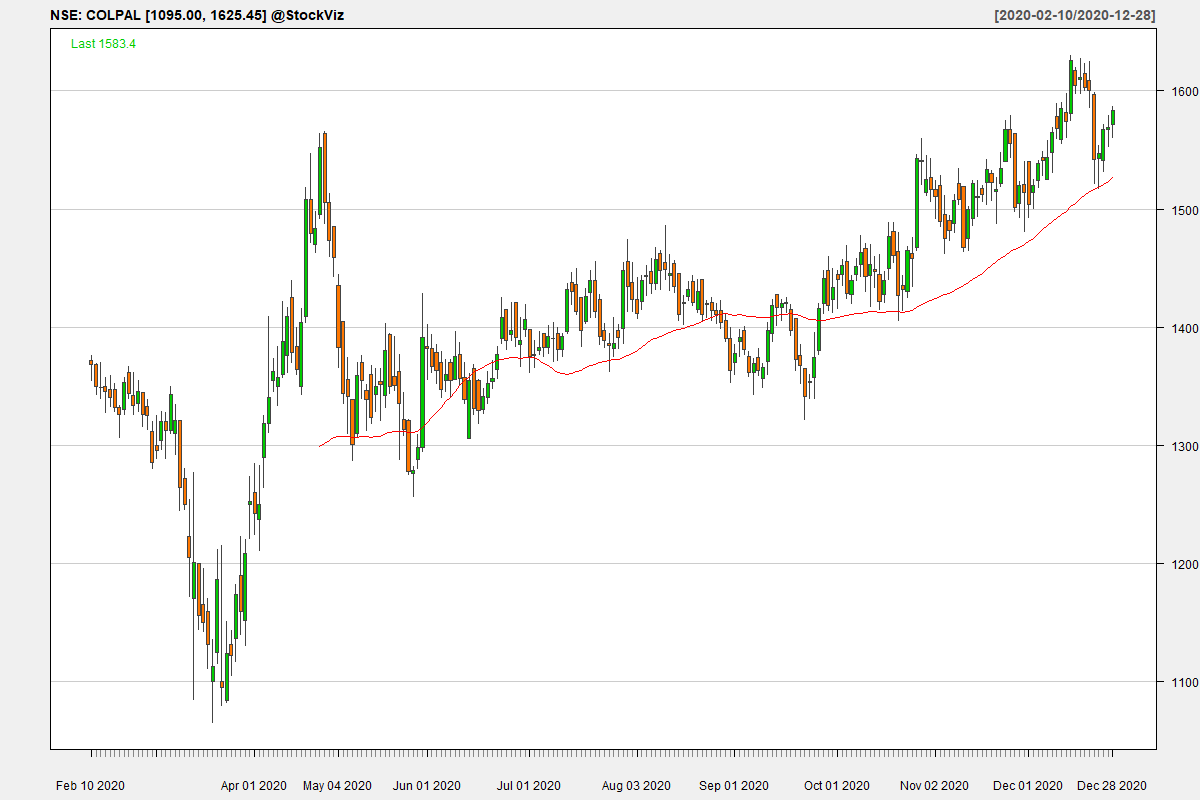 NSE: COLPAL [1095.00, 1625.45] @StockViz
[2020-02-10/2020-12-28]
Last 1583.4
1600
1500
1400
1300
1200
1100
Feb 10 2020
Apr 01 2020
May 04 2020
Jun 01 2020
Jul 01 2020
Aug 03 2020
Sep 01 2020
Oct 01 2020
Nov 02 2020
Dec 01 2020
Dec 28 2020